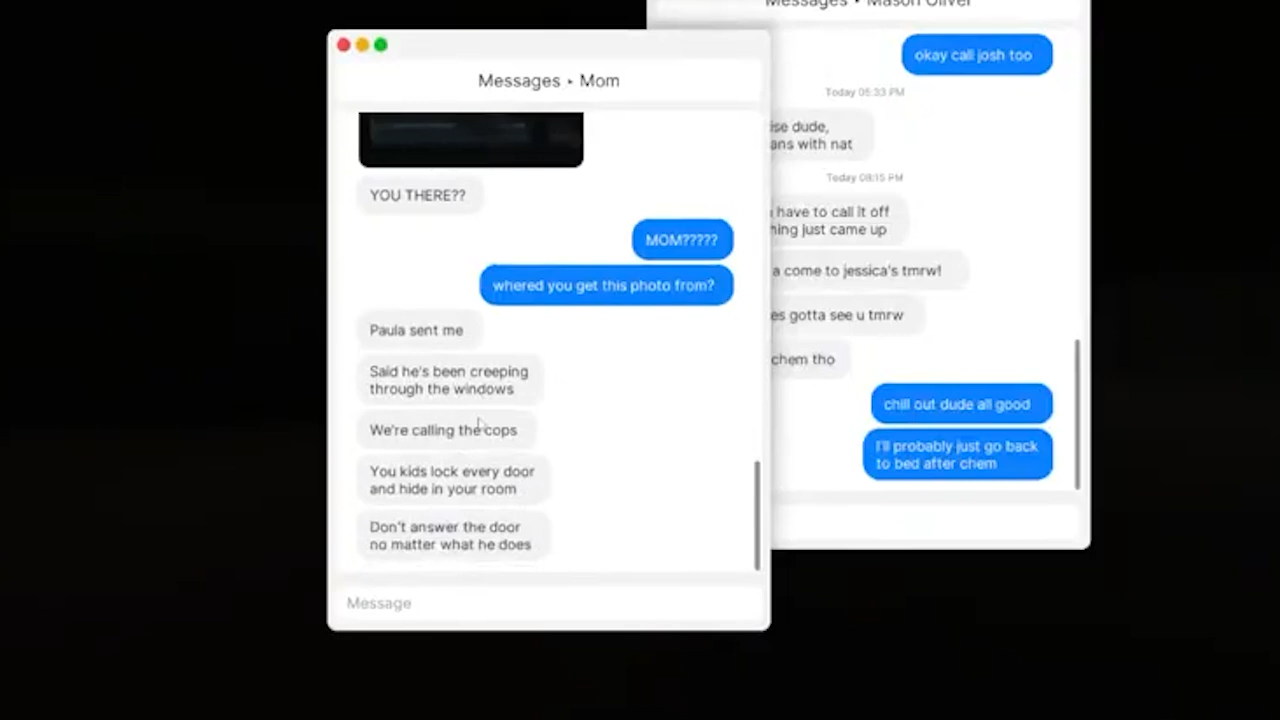 Messages ‣ Mom
YOU THERE??
MOM?????
whered you get this photo from?
Paula sent me
Said he's been creeping
through the windows
We're calling the cops
You kids lock every door
and hide in your room
Don't answer the door
no matter what he does
Message
Messages ‣ Mason Oliver
okay call josh too
Today 05:33 PM
dude,
with nat
Today 08:15 PM
have to call it off
just came up
come to jessica's tmrw!
gotta see u tmrw
chem tho
chill out dude all good
I'll probably just go back
to bed after chem